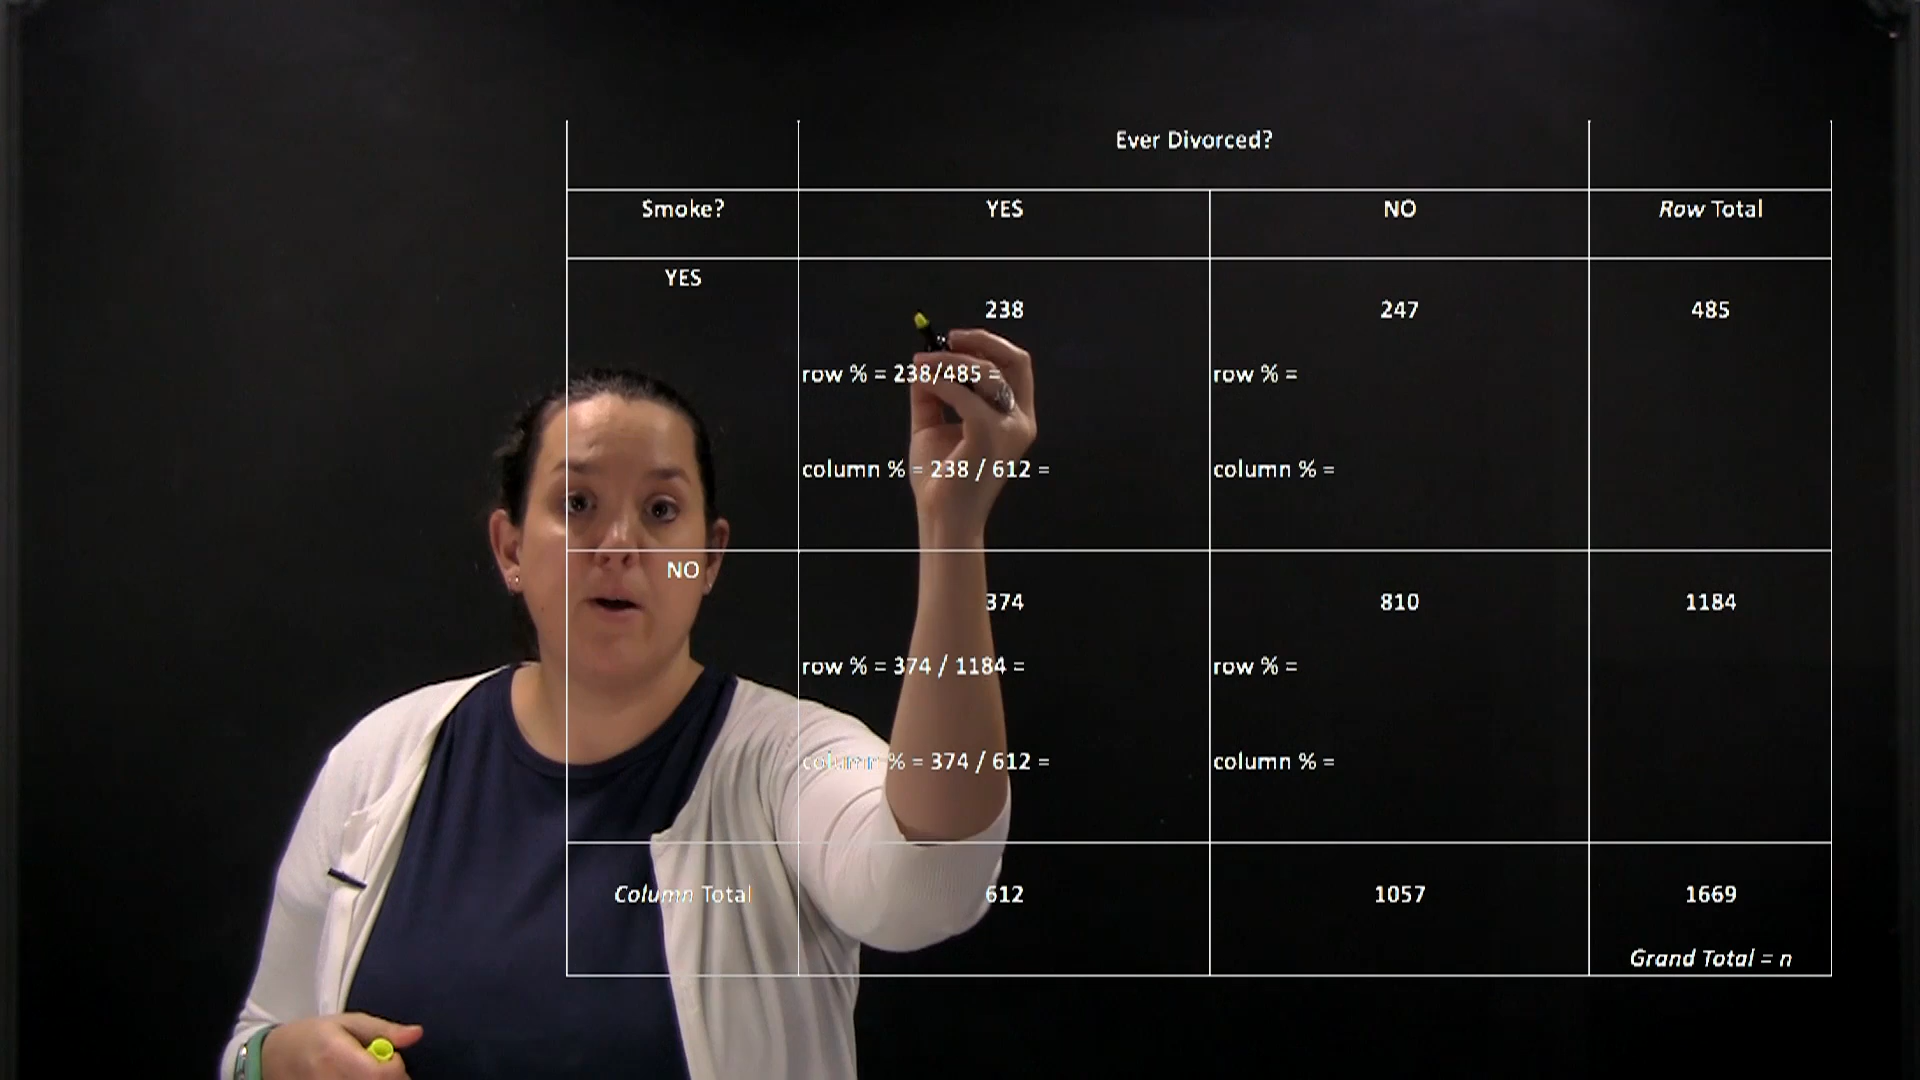 Ever Divorced?
Smoke? YES NO Row Total
YES
238 247 485
row % = 238/485 = row % =
column % = 238 / 612 = column % =
NO
374 810 1184
row % = 374 / 1184 = row % =
column % = 374 / 612 = column % =
Column Total 612 1057 1669
Grand Total = n